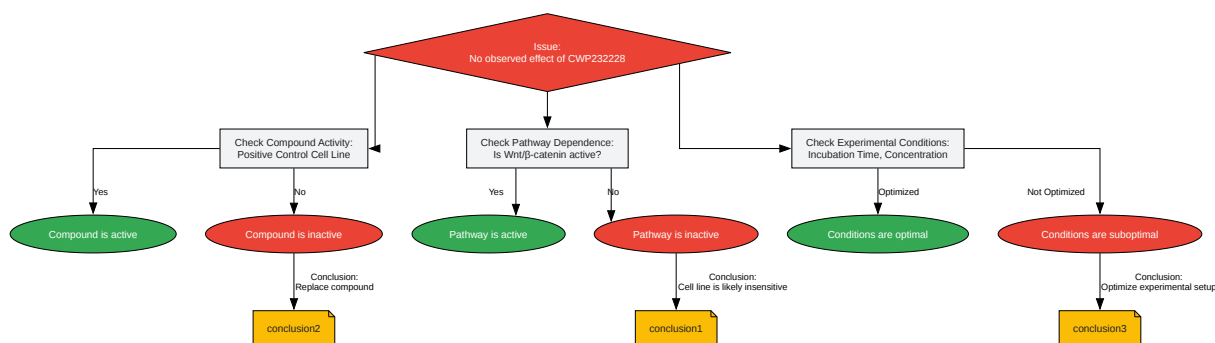 Issue:
No observed effect of CWP232228
Check Compound Activity:
Positive Control Cell Line
Check Pathway Dependence:
Is Wnt/β-catenin active?
Check Experimental Conditions:
Incubation Time, Concentration
Yes
No
Yes
No
Optimized
Not Optimized
Compound is active
Compound is inactive
Pathway is active
Pathway is inactive
Conditions are optimal
Conditions are suboptimal
Conclusion:
Replace compound
Conclusion:
Cell line is likely insensitive
Conclusion:
Optimize experimental setup
conclusion2
conclusion1
conclusion3